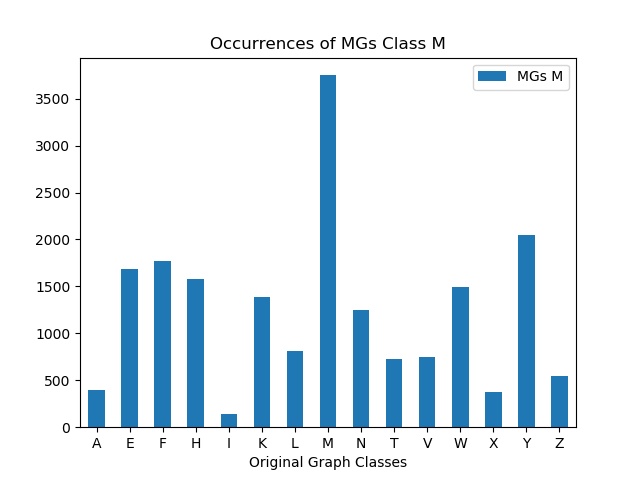 Occurrences of MGs Class M
MGs M
3500
3000
2500
2000
1500
1000
500
0
A E F H I K L M N T V W X Y Z
Original Graph Classes